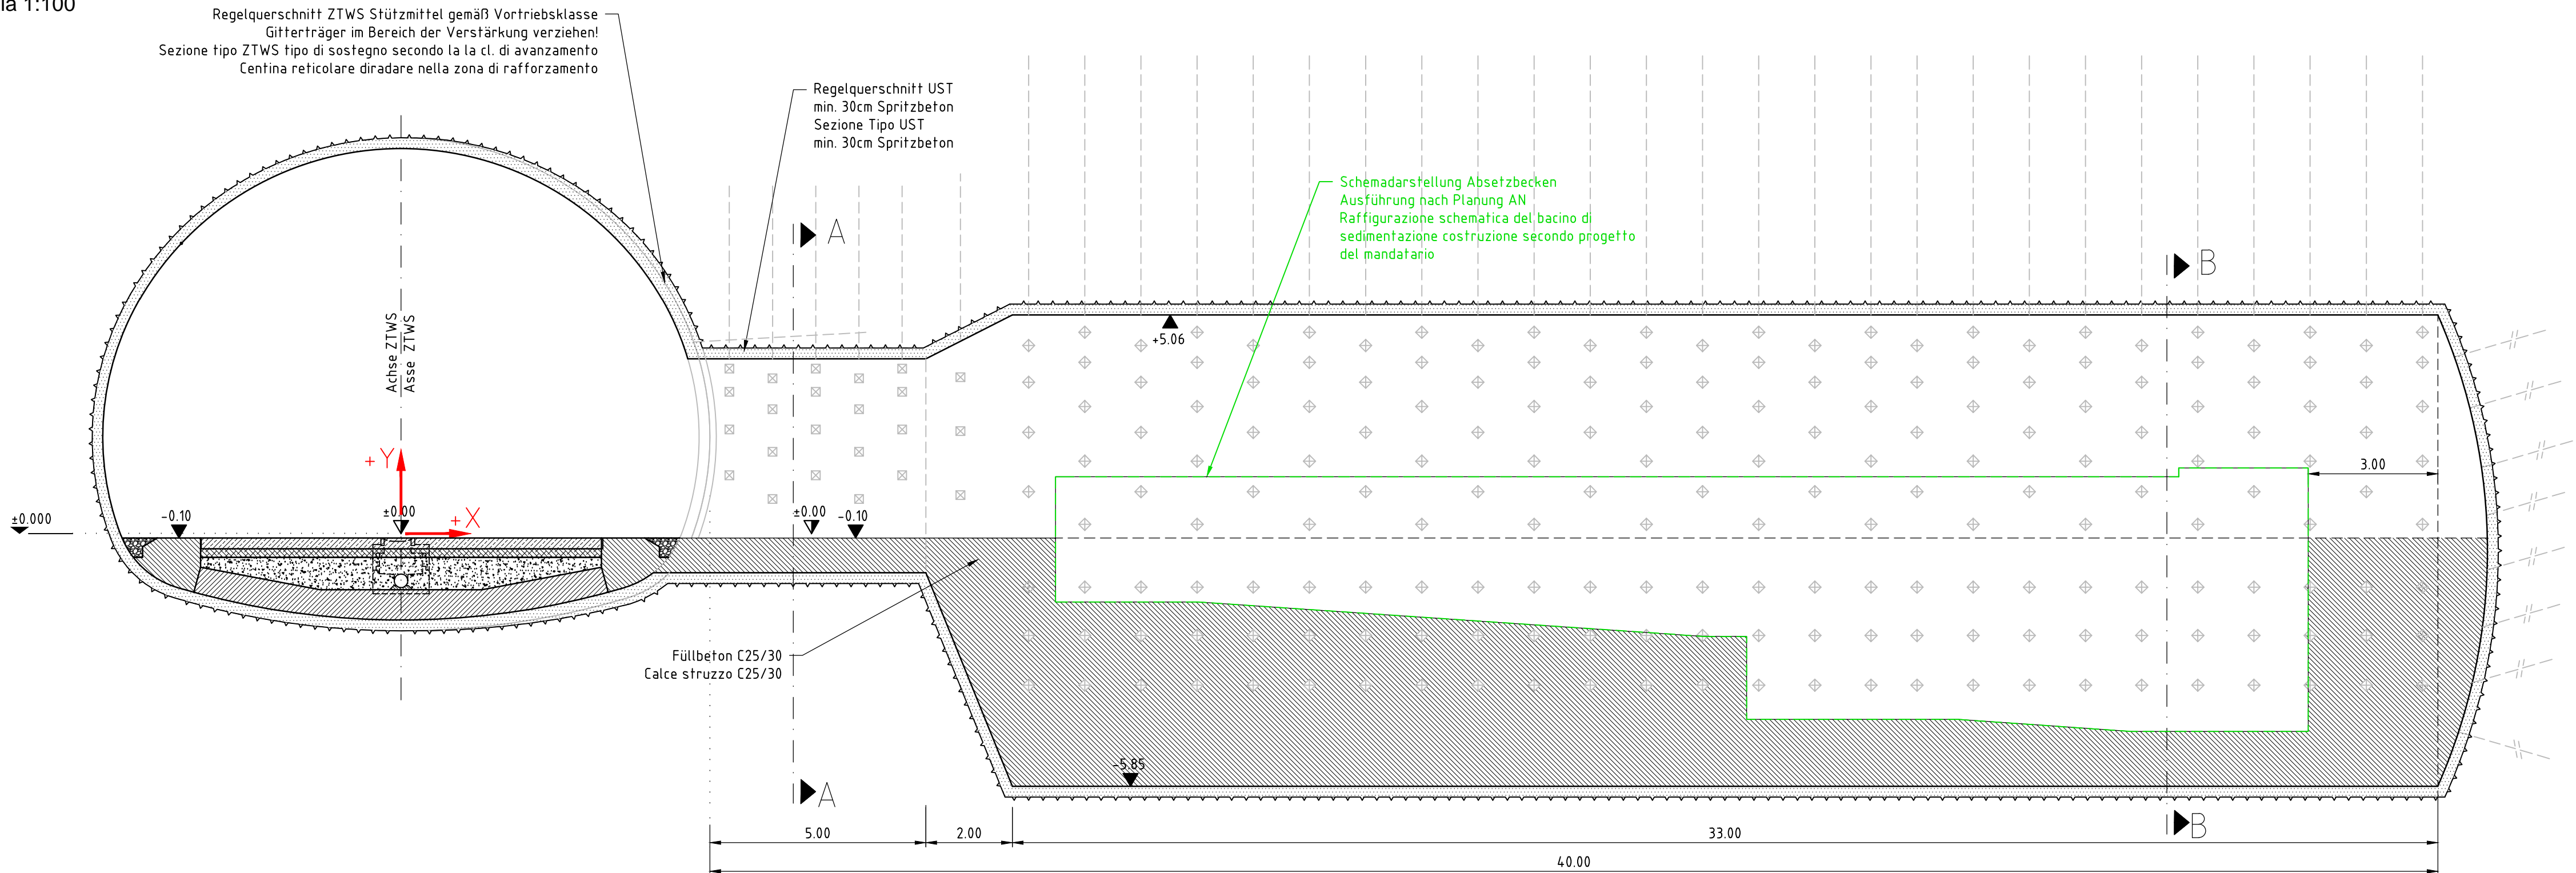 la 1:100
Regelquerschnitt ZTWS Stützmittel gemäß Vortriebsklasse
Gitterträger im Bereich der Verstärkung verziehen!
Sezione tipo ZTWS tipo di sostegno secondo la la cl. di avanzamento
Centina reticolare diradare nella zona di rafforzamento
Regelquerschnitt UST
min. 30cm Spritzbeton
Sezione Tipo UST
min. 30cm Spritzbeton
Schemadarstellung Absetzbecken
Ausführung nach Planung AN
Raffigurazione schematica del bacino di
sedimentazione costruzione secondo progetto
del mandatario
A
B
+5.06
Achse ZTWS
Asse ZTWS
+Y
+X
3.00
±0.000
-0.10
±0.00
±0.00
-0.10
Füllbeton C25/30
Calce struzzo C25/30
-5.85
A
B
5.00
2.00
33.00
40.00